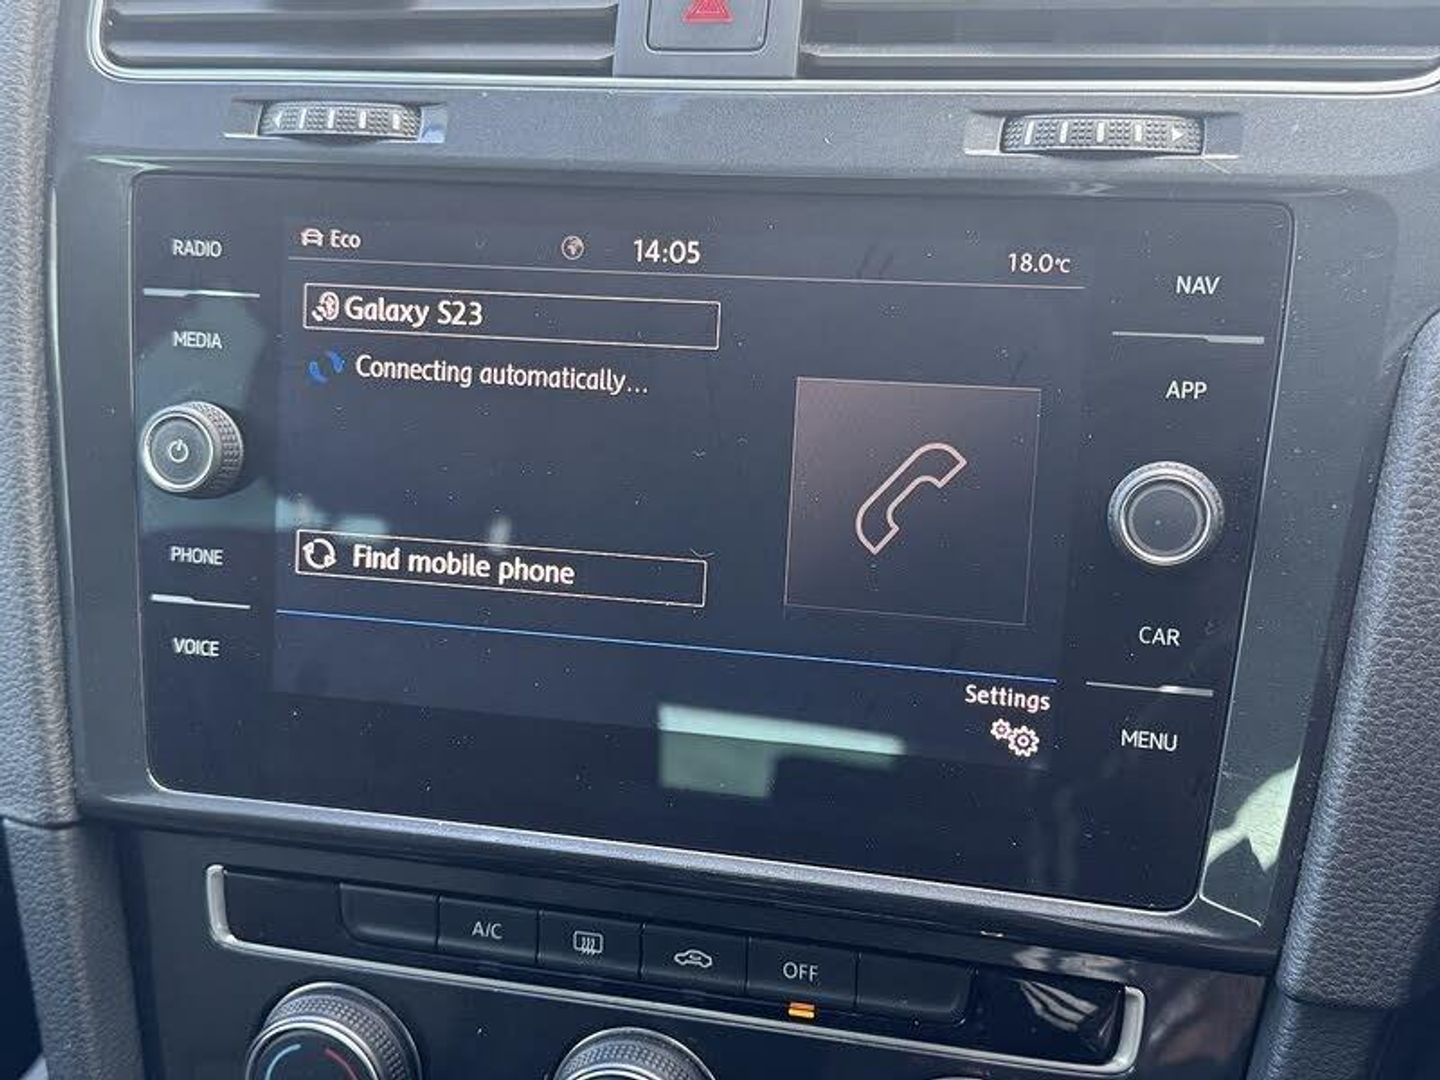 RADIO
MEDIA
PHONE
VOICE
Eco
14:05
18.0°C
Galaxy S23
Connecting automatically...
Find mobile phone
Settings
NAV
APP
CAR
MENU
A/C
OFF